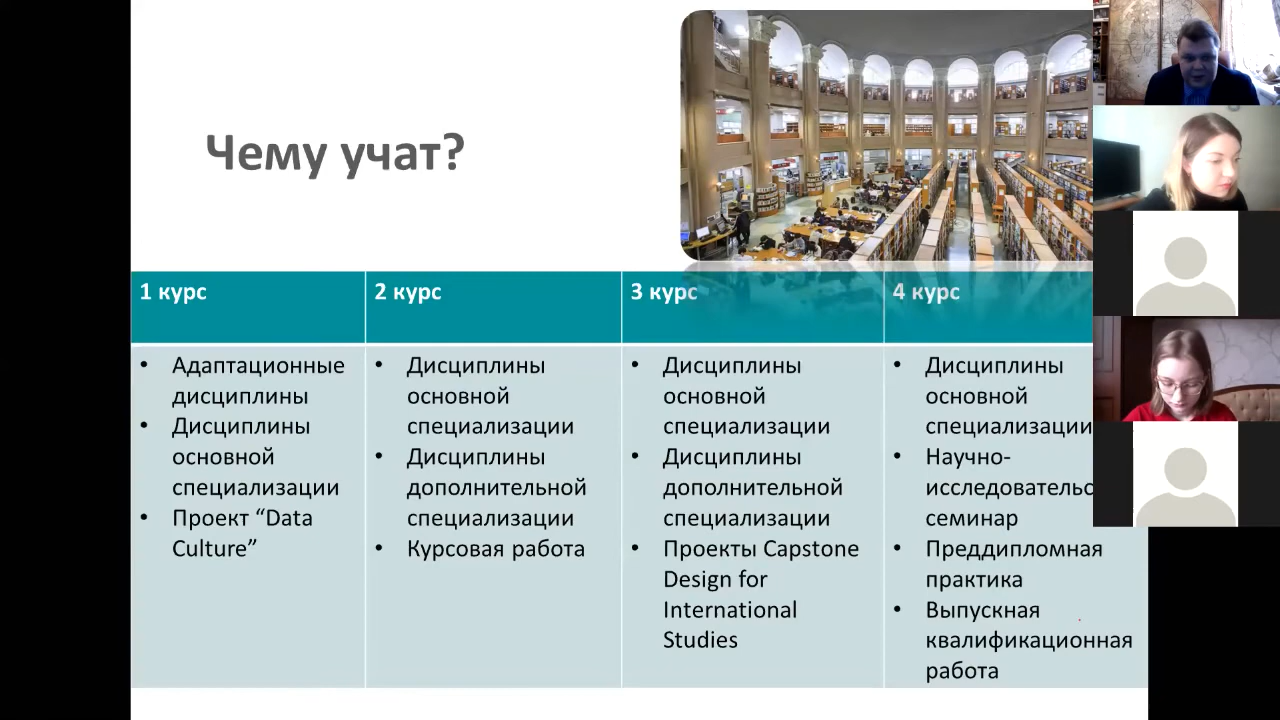 Чему учат?
1 курс
2 курс
3 курс
4 курс
• Адаптационные
дисциплины
• Дисциплины
основной
специализации
• Проект “Data
Culture”
• Дисциплины
основной
специализации
• Дисциплины
дополнительной
специализации
• Курсовая работа
• Дисциплины
основной
специализации
• Дисциплины
дополнительной
специализации
• Проекты Capstone
Design for
International
Studies
• Дисциплины
основной
специализации
• Научно-
исследовательс
семинар
• Преддипломная
практика
• Выпускная
квалификационная
работа